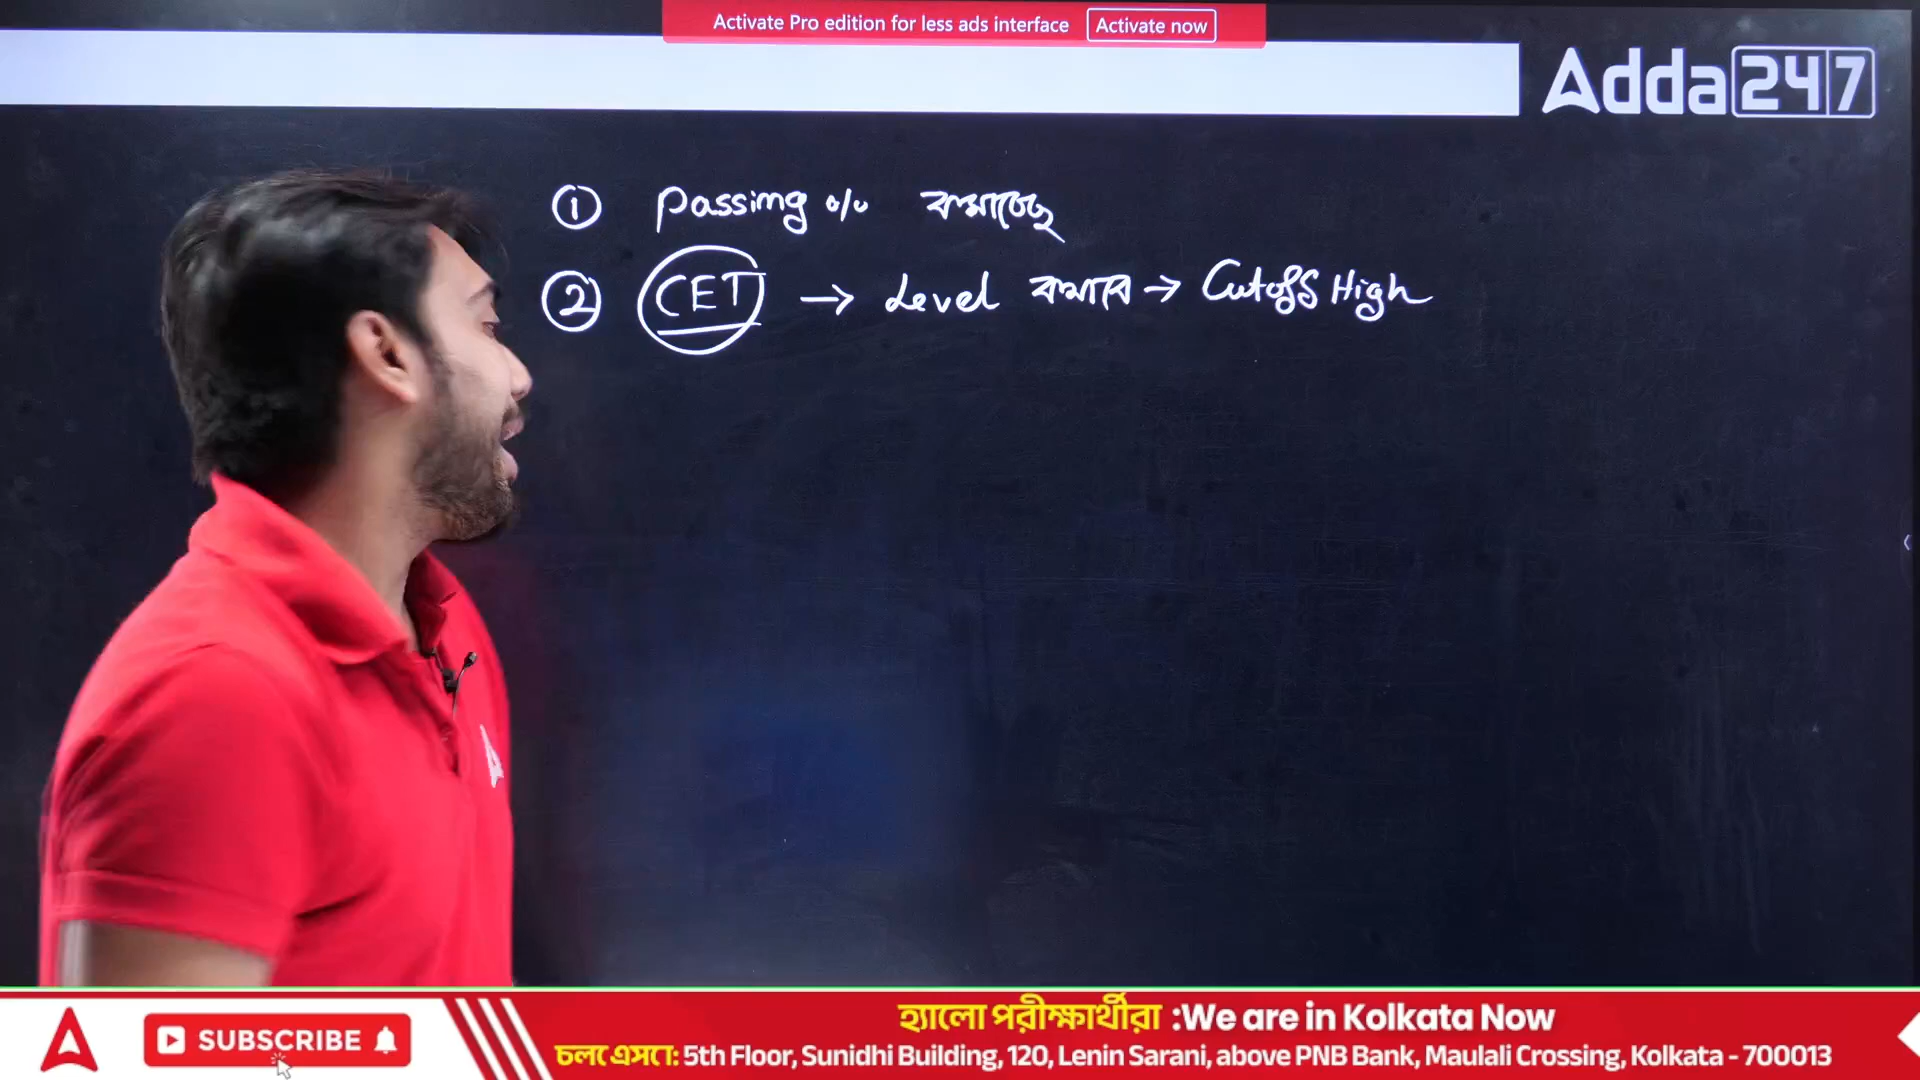 Activate Pro edition for less ads interface Activate now
Adda247
① Passing % কমাচ্ছে
② CET → Level কমাবে → Cutoff High
SUBSCRIBE
হ্যালো পরীক্ষার্থীরা :We are in Kolkata Now
চলে এসো: 5th Floor, Sunidhi Building, 120, Lenin Sarani, above PNB Bank, Maulali Crossing, Kolkata - 700013